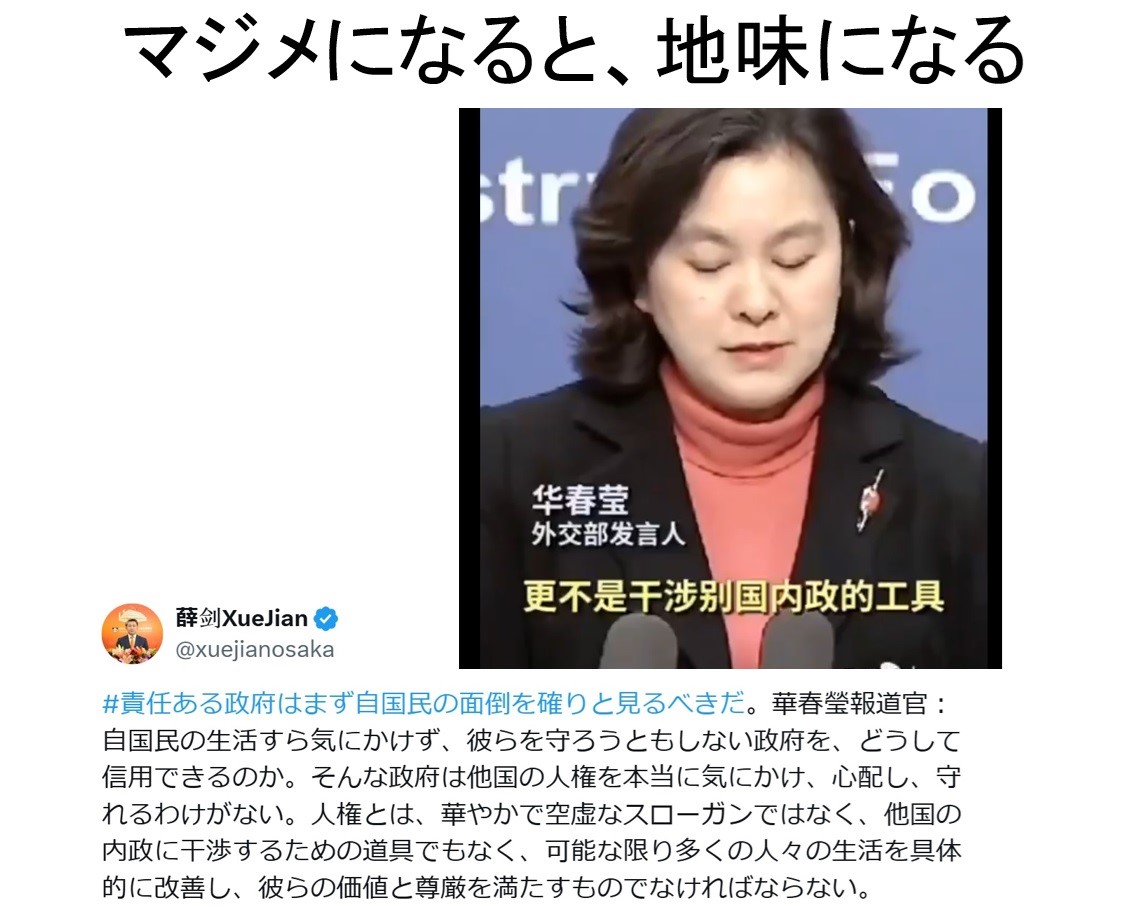 マジメになると、地味になる
str Fo
华春莹
外交部发言人
更不是干涉别国内政的工具
薛剑XueJian
@xuejianosaka
#責任ある政府はまず自国民の面倒を確りと見るべきだ。華春瑩報道官：
自国民の生活すら気にかけず、彼らを守ろうともしない政府を、どうして
信用できるのか。そんな政府は他国の人権を本当に気にかけ、心配し、守
れるわけがない。人権とは、華やかで空虚なスローガンではなく、他国の
内政に干渉するための道具でもなく、可能な限り多くの人々の生活を具体
的に改善し、彼らの価値と尊厳を満たすものでなければならない。